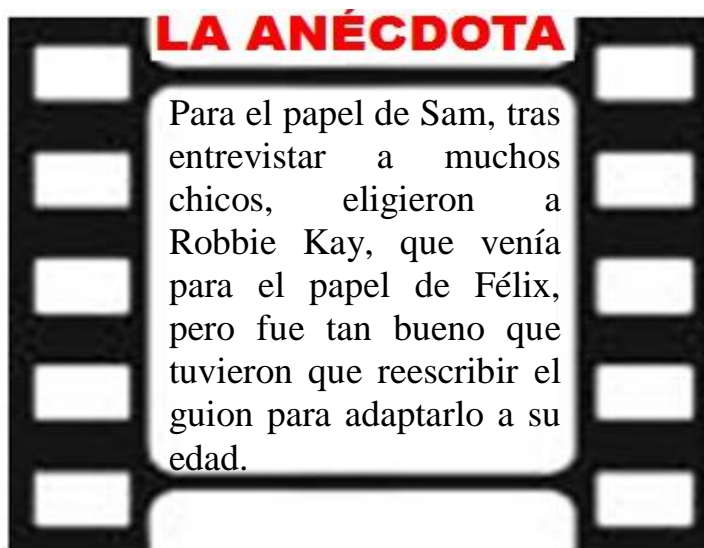 LA ANÉCDOTA
Para el papel de Sam, tras
entrevistar a muchos
chicos, eligieron a
Robbie Kay, que venía
para el papel de Félix,
pero fue tan bueno que
tuvieron que reescribir el
guion para adaptarlo a su
edad.